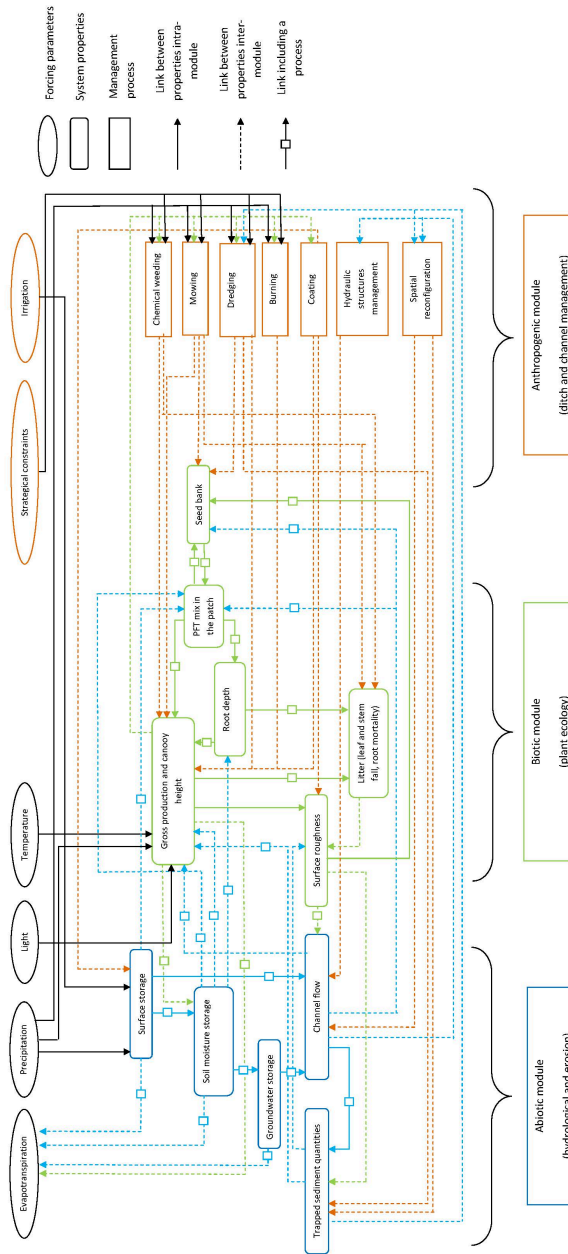 Evapotranspiration
Precipitation
Light
Temperature
Strategical constraints
Irrigation
Forcing parameters
System properties
Management
process
Link between
properties intra-
module
Link between
properties inter-
module
Link including a
process
Surface storage
Soil moisture storage
Groundwater storage
Channel flow
Trapped sediment quantities
Gross production and canopy
height
Root depth
PFT mix in
the patch
Seed bank
Surface roughness
Litter (leaf and stem
fall, root mortality)
Chemical weeding
Mowing
Dredging
Burning
Coating
Hydraulic
structures
management
Spatial
reconfiguration
Abiotic module
(hydrological and erosion)
Biotic module
(plant ecology)
Anthropogenic module
(ditch and channel management)